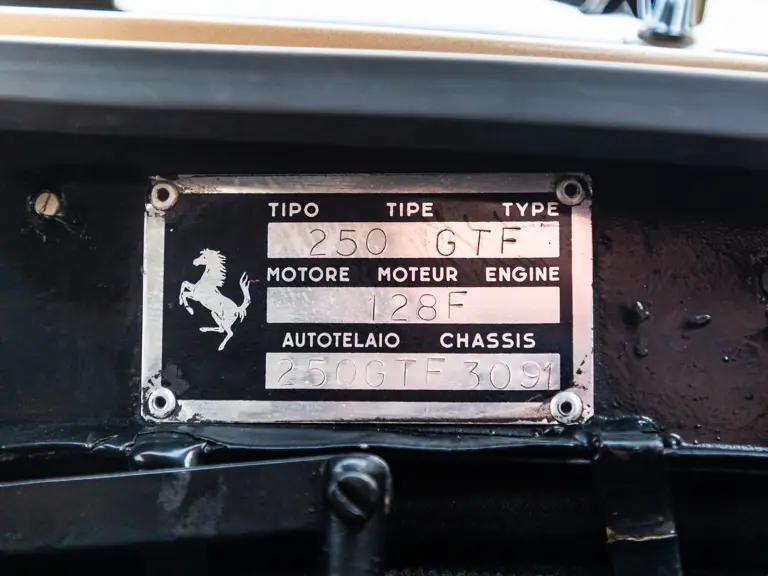 TIPO TIPE TYPE
250 GTF
MOTORE MOTEUR ENGINE
128F
AUTOTELAIO CHASSIS
250GTF 3091